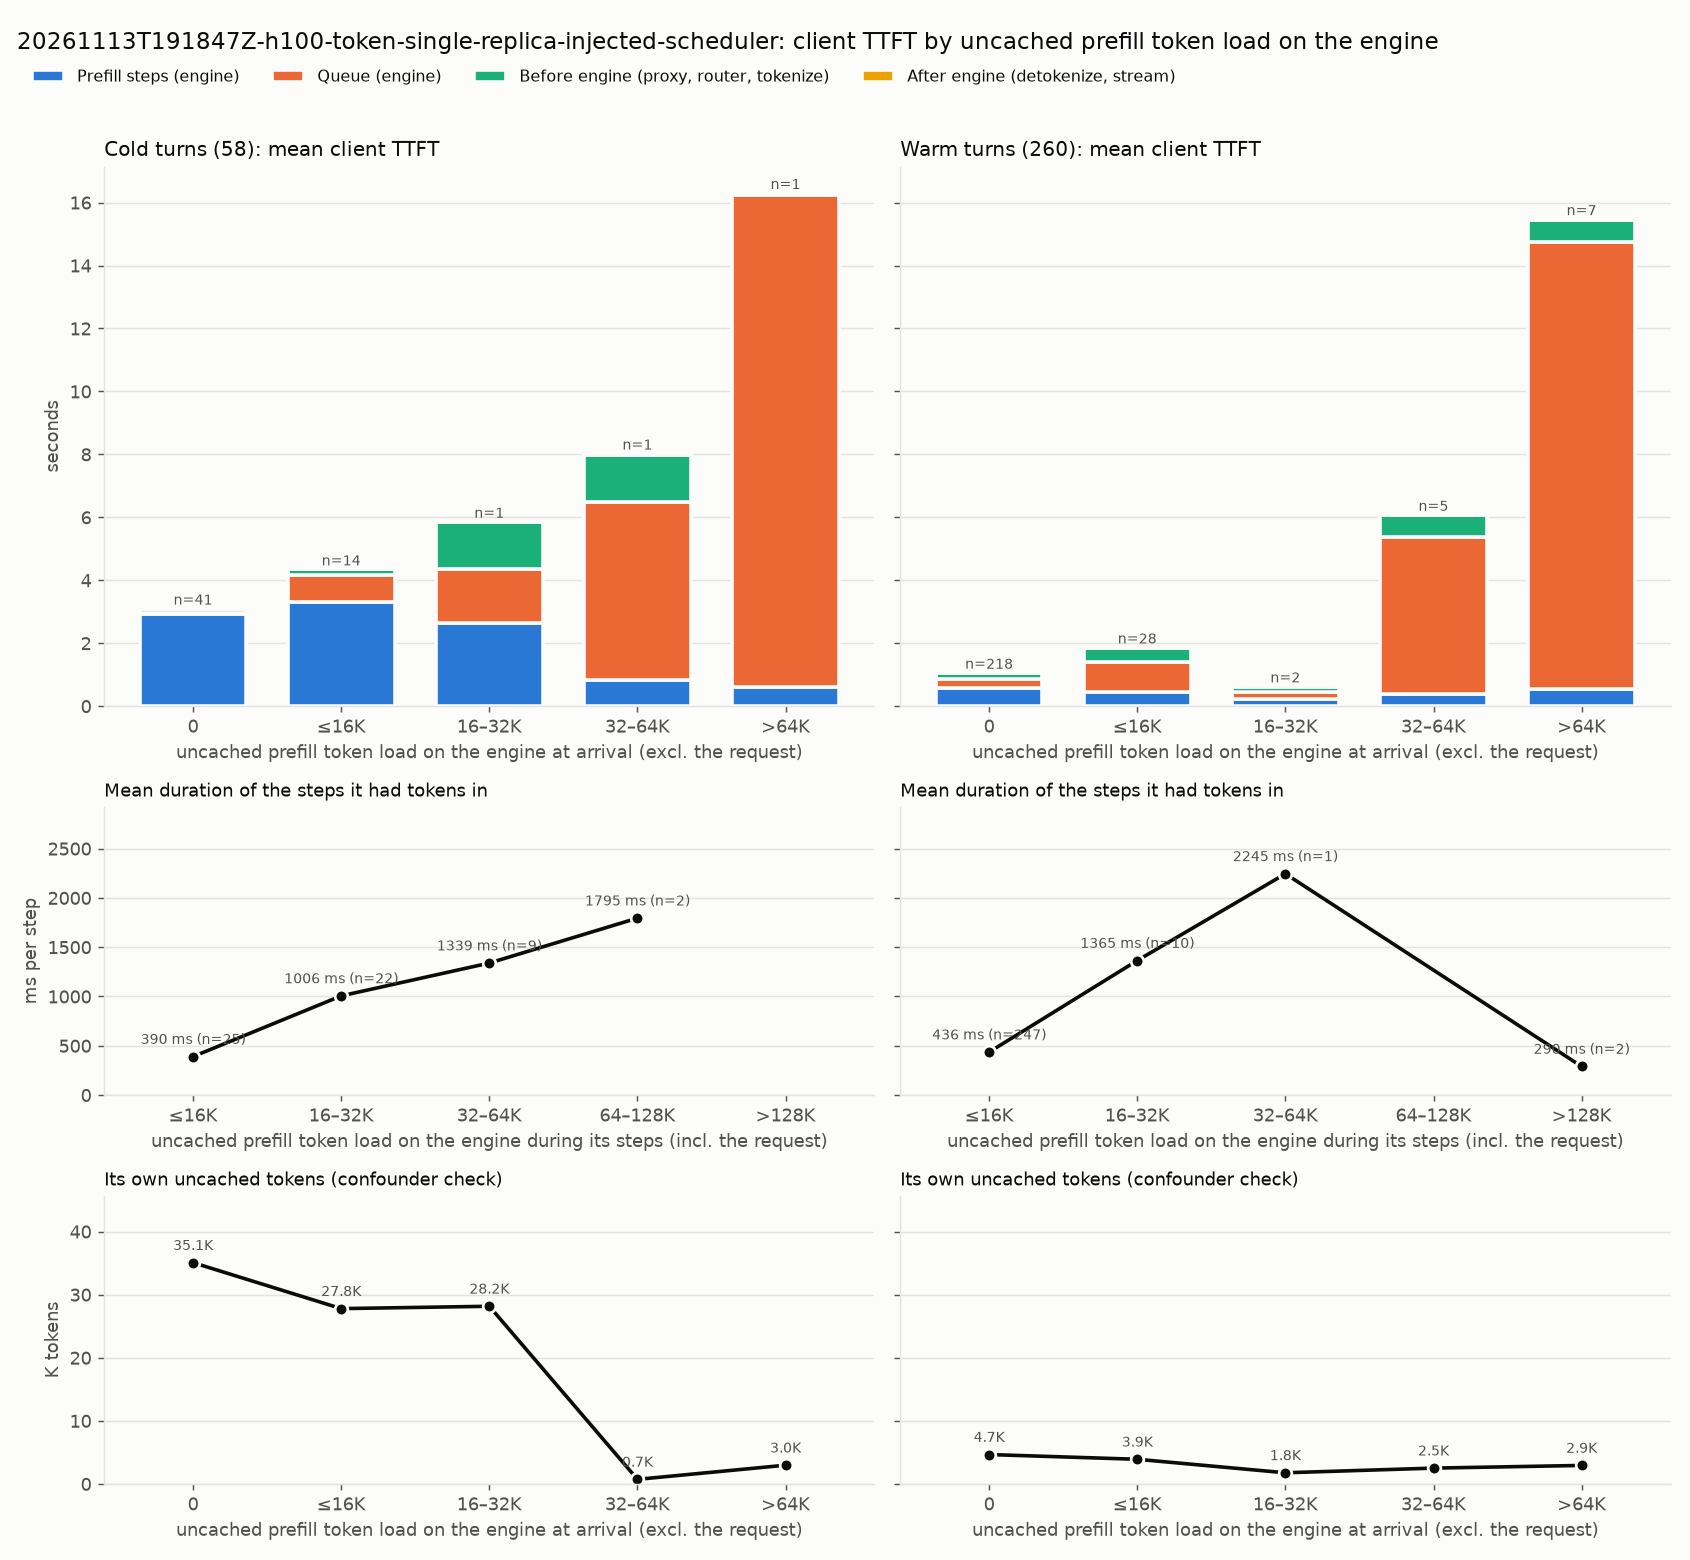 20261113T191847Z-h100-token-single-replica-injected-scheduler: client TTFT by uncached prefill token load on the engine
Prefill steps (engine) Queue (engine) Before engine (proxy, router, tokenize) After engine (detokenize, stream)
Cold turns (58): mean client TTFT
seconds
16
14
12
10
8
6
4
2
0
n=41
n=14
n=1
n=1
n=1
0 ≤16K 16–32K 32–64K >64K
uncached prefill token load on the engine at arrival (excl. the request)
Warm turns (260): mean client TTFT
n=218
n=28
n=2
n=5
n=7
0 ≤16K 16–32K 32–64K >64K
uncached prefill token load on the engine at arrival (excl. the request)
Mean duration of the steps it had tokens in
ms per step
2500
2000
1500
1000
500
0
390 ms (n=25)
1006 ms (n=22)
1339 ms (n=9)
1795 ms (n=2)
≤16K 16–32K 32–64K 64–128K >128K
uncached prefill token load on the engine during its steps (incl. the request)
Mean duration of the steps it had tokens in
436 ms (n=247)
1365 ms (n=10)
2245 ms (n=1)
290 ms (n=2)
≤16K 16–32K 32–64K 64–128K >128K
uncached prefill token load on the engine during its steps (incl. the request)
Its own uncached tokens (confounder check)
K tokens
40
30
20
10
0
35.1K
27.8K
28.2K
0.7K
3.0K
0 ≤16K 16–32K 32–64K >64K
uncached prefill token load on the engine at arrival (excl. the request)
Its own uncached tokens (confounder check)
4.7K
3.9K
1.8K
2.5K
2.9K
0 ≤16K 16–32K 32–64K >64K
uncached prefill token load on the engine at arrival (excl. the request)